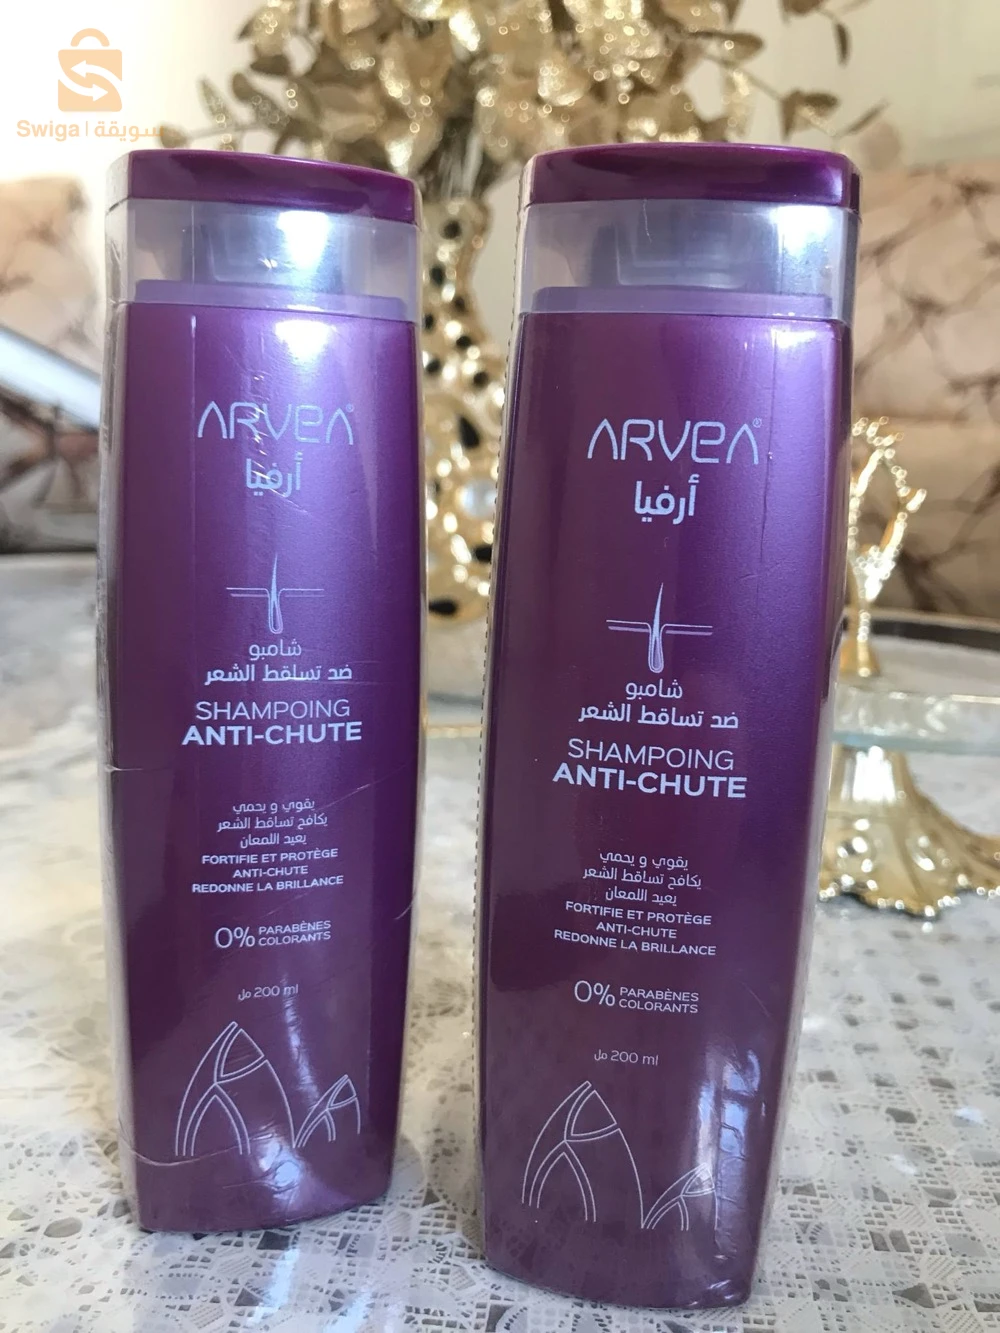 Swiga | سويقة
ARVEA®
أرفيا
شامبو
ضد تساقط الشعر
SHAMPOING
ANTI-CHUTE
يقوي و يحمي
يكافح تساقط الشعر
يعيد اللمعان
FORTIFIE ET PROTÈGE
ANTI-CHUTE
REDONNE LA BRILLANCE
0% PARABÈNES
COLORANTS
200 ml مل
ARVEA®
أرفيا
شامبو
ضد تساقط الشعر
SHAMPOING
ANTI-CHUTE
يقوي و يحمي
يكافح تساقط الشعر
يعيد اللمعان
FORTIFIE ET PROTÈGE
ANTI-CHUTE
REDONNE LA BRILLANCE
0% PARABÈNES
COLORANTS
200 ml مل